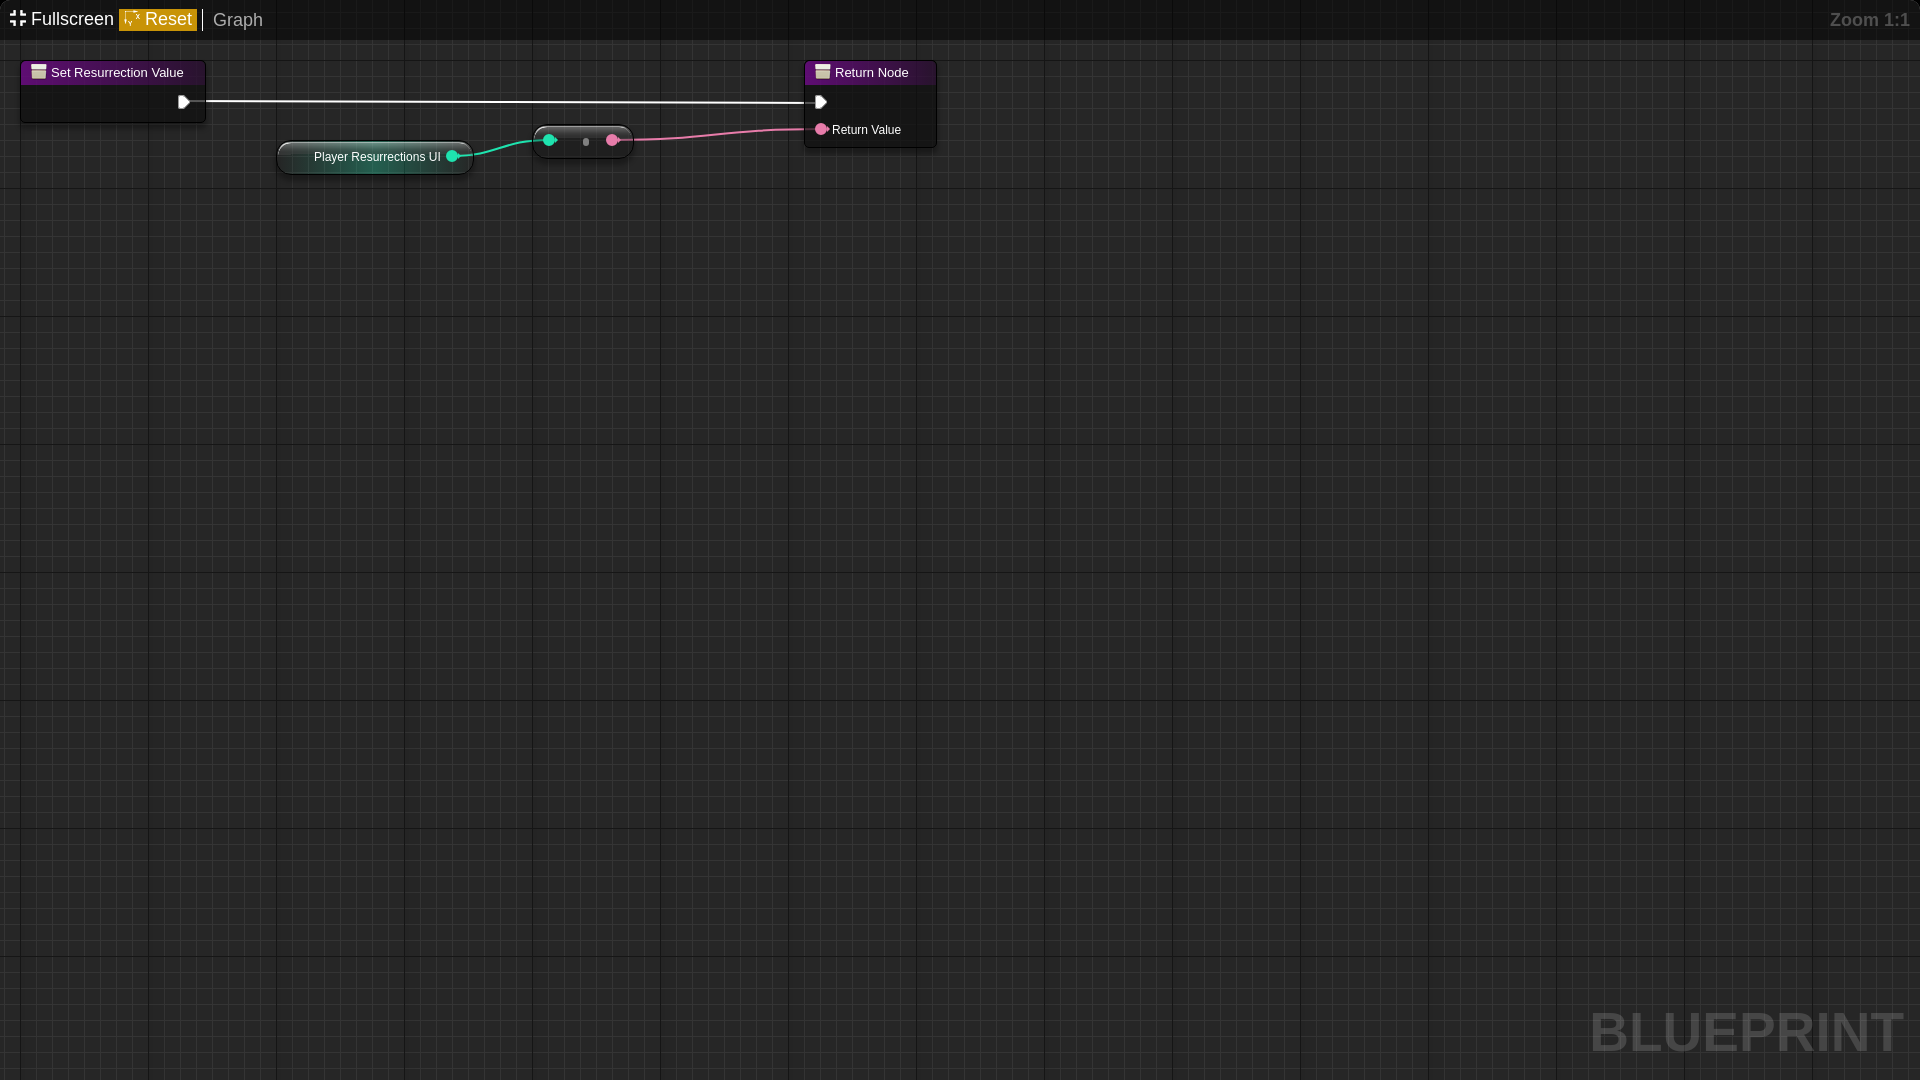 Fullscreen Reset Graph
Zoom 1:1
Set Resurrection Value
Return Node
Return Value
Player Resurrections UI
BLUEPRINT